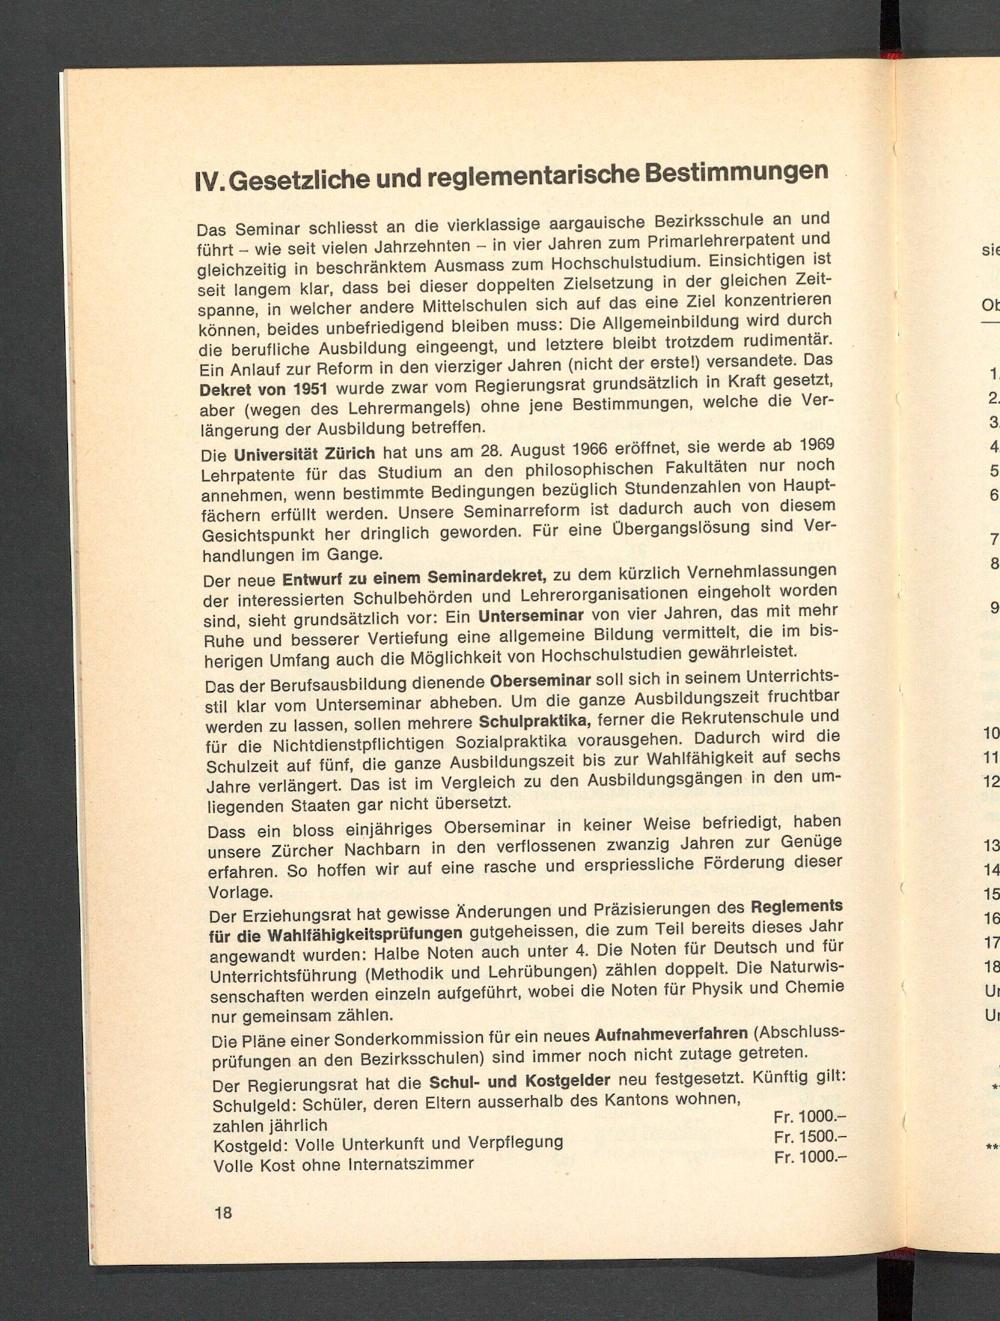 IV. Gesetzliche und reglementarische Bestimmungen
Das Seminar schliesst an die vierklassige aargauische Bezirksschule an und
führt – wie seit vielen Jahrzehnten – in vier Jahren zum Primarlehrerpatent und
gleichzeitig in beschränktem Ausmass zum Hochschulstudium. Einsichtigen ist
seit langem klar, dass bei dieser doppelten Zielsetzung in der gleichen Zeit-
spanne, in welcher andere Mittelschulen sich auf das eine Ziel konzentrieren
können, beides unbefriedigend bleiben muss: Die Allgemeinbildung wird durch
die berufliche Ausbildung eingeengt, und letztere bleibt trotzdem rudimentär.
Ein Anlauf zur Reform in den vierziger Jahren (nicht der erste!) versandete. Das
Dekret von 1951 wurde zwar vom Regierungsrat grundsätzlich in Kraft gesetzt,
aber (wegen des Lehrermangels) ohne jene Bestimmungen, welche die Ver-
längerung der Ausbildung betreffen.
Die Universität Zürich hat uns am 28. August 1966 eröffnet, sie werde ab 1969
Lehrpatente für das Studium an den philosophischen Fakultäten nur noch
annehmen, wenn bestimmte Bedingungen bezüglich Stundenzahlen von Haupt-
fächern erfüllt werden. Unsere Seminarreform ist dadurch auch von diesem
Gesichtspunkt her dringlich geworden. Für eine Übergangslösung sind Ver-
handlungen im Gange.
Der neue Entwurf zu einem Seminardekret, zu dem kürzlich Vernehmlassungen
der interessierten Schulbehörden und Lehrerorganisationen eingeholt worden
sind, sieht grundsätzlich vor: Ein Unterseminar von vier Jahren, das mit mehr
Ruhe und besserer Vertiefung eine allgemeine Bildung vermittelt, die im bis-
herigen Umfang auch die Möglichkeit von Hochschulstudien gewährleistet.
Das der Berufsausbildung dienende Oberseminar soll sich in seinem Unterrichts-
stil klar vom Unterseminar abheben. Um die ganze Ausbildungszeit fruchtbar
werden zu lassen, sollen mehrere Schulpraktika, ferner die Rekrutenschule und
für die Nichtdienstpflichtigen Sozialpraktika vorausgehen. Dadurch wird die
Schulzeit auf fünf, die ganze Ausbildungszeit bis zur Wahlfähigkeit auf sechs
Jahre verlängert. Das ist im Vergleich zu den Ausbildungsgängen in den um-
liegenden Staaten gar nicht übersetzt.
Dass ein bloss einjähriges Oberseminar in keiner Weise befriedigt, haben
unsere Zürcher Nachbarn in den verflossenen zwanzig Jahren zur Genüge
erfahren. So hoffen wir auf eine rasche und erspriessliche Förderung dieser
Vorlage.
Der Erziehungsrat hat gewisse Änderungen und Präzisierungen des Reglements
für die Wahlfähigkeitsprüfungen gutgeheissen, die zum Teil bereits dieses Jahr
angewandt wurden: Halbe Noten auch unter 4. Die Noten für Deutsch und für
Unterrichtsführung (Methodik und Lehrübungen) zählen doppelt. Die Naturwis-
senschaften werden einzeln aufgeführt, wobei die Noten für Physik und Chemie
nur gemeinsam zählen.
Die Pläne einer Sonderkommission für ein neues Aufnahmeverfahren (Abschluss-
prüfungen an den Bezirksschulen) sind immer noch nicht zutage getreten.
Der Regierungsrat hat die Schul- und Kostgelder neu festgesetzt. Künftig gilt:
Schulgeld: Schüler, deren Eltern ausserhalb des Kantons wohnen,
zahlen jährlich Fr. 1000.–
Kostgeld: Volle Unterkunft und Verpflegung Fr. 1500.–
Volle Kost ohne Internatszimmer Fr. 1000.–
18
sie
1.
2.
3
4
5
6
7
8
9
10
11
12
13
14
15
16
17
18
*
**